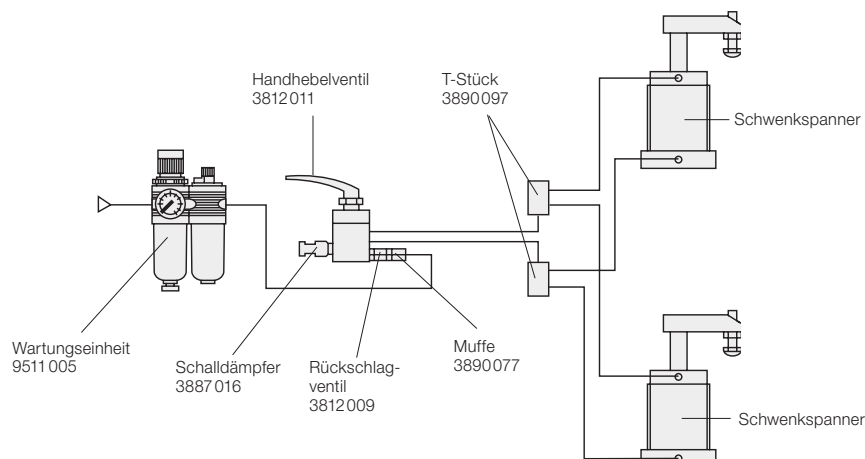 Handhebelventil
3812011
T-Stück
3890097
Schwenkspanner
Wartungseinheit
9511005
Schalldämpfer
3887016
Rückschlag-
ventil
3812009
Muffe
3890077
Schwenkspanner